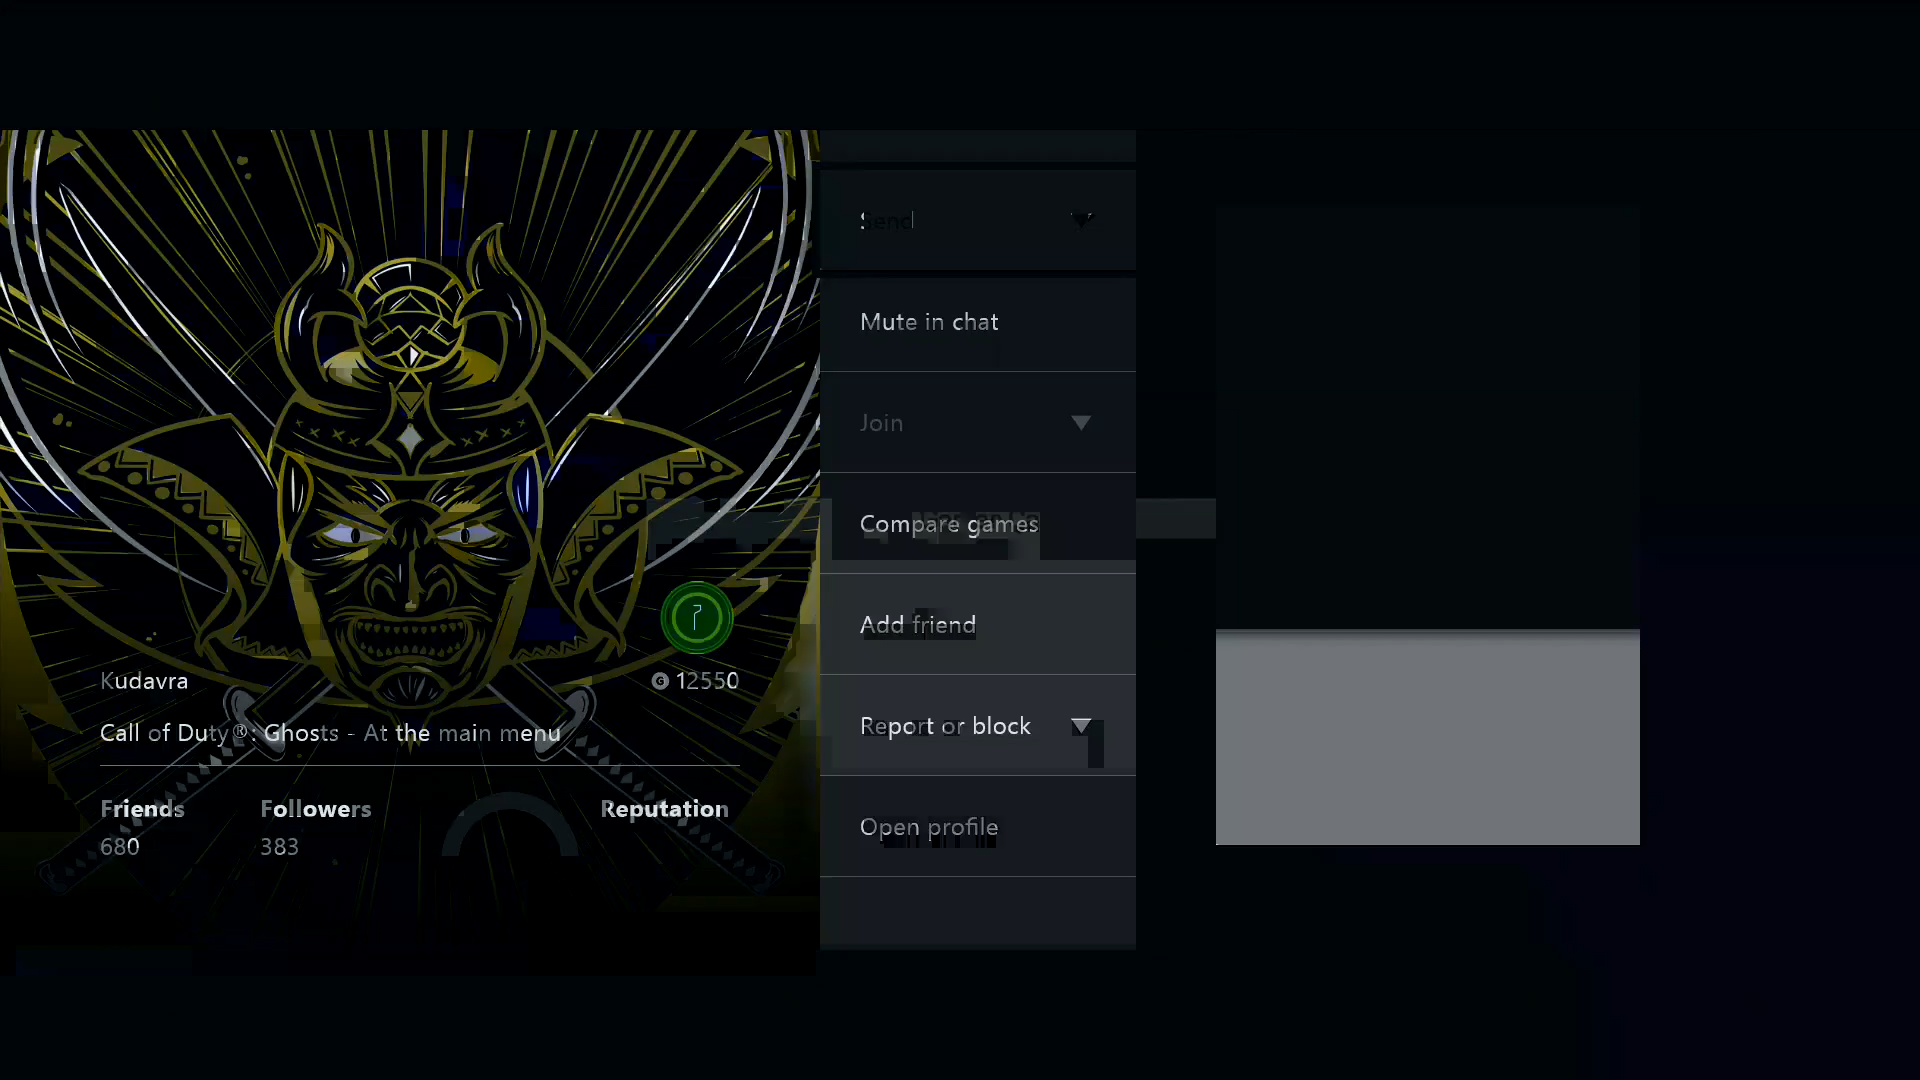 Send
Mute in chat
Join
Compare games
Add friend
Report or block
Open profile
Kudavra
G 12550
Call of Duty®: Ghosts - At the main menu
Friends
680
Followers
383
Reputation